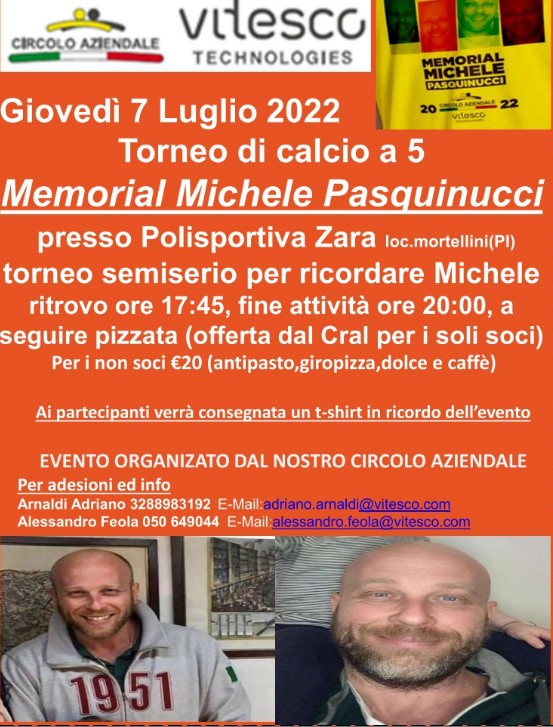 CIRCOLO AZIENDALE
vitesco
TECHNOLOGIES
MEMORIAL
MICHELE
PASQUINUCCI
20 CIRCOLO AZIENDALE 22
vitesco
Giovedì 7 Luglio 2022
Torneo di calcio a 5
Memorial Michele Pasquinucci
presso Polisportiva Zara loc.mortellini(PI)
torneo semiserio per ricordare Michele
ritrovo ore 17:45, fine attività ore 20:00, a
seguire pizzata (offerta dal Cral per i soli soci)
Per i non soci €20 (antipasto,giropizza,dolce e caffè)
Ai partecipanti verrà consegnata un t-shirt in ricordo dell’evento
EVENTO ORGANIZATO DAL NOSTRO CIRCOLO AZIENDALE
Per adesioni ed info
Arnaldi Adriano 3288983192 E-Mail:adriano.arnaldi@vitesco.com
Alessandro Feola 050 649044 E-Mail:alessandro.feola@vitesco.com
1951